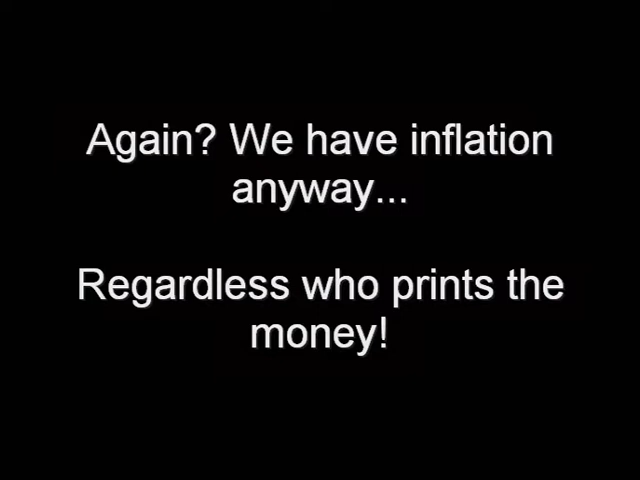 Again? We have inflation
anyway...
Regardless who prints the
money!